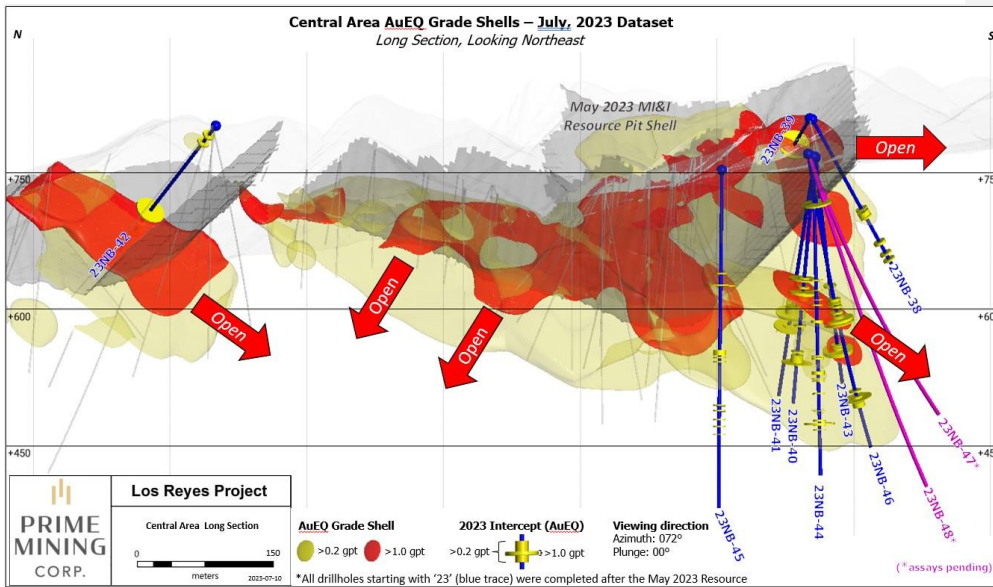 Central Area AuEQ Grade Shells – July, 2023 Dataset
Long Section, Looking Northeast
N
S
May 2023 MI&I
Resource Pit Shell
23NB-39
Open
+750
+75
23NB-42
23NB-38
+600
+60
Open
Open
Open
Open
23NB-41
23NB-40
23NB-43
23NB-47*
23NB-46
23NB-44
23NB-48*
23NB-45
+450
+45
PRIME
MINING
CORP.
Los Reyes Project
Central Area Long Section
0 150
meters
2023-07-10
AuEQ Grade Shell
>0.2 gpt >1.0 gpt
2023 Intercept (AuEQ)
>0.2 gpt >1.0 gpt
Viewing direction
Azimuth: 072º
Plunge: 00º
*All drillholes starting with '23' (blue trace) were completed after the May 2023 Resource
(*assays pending)